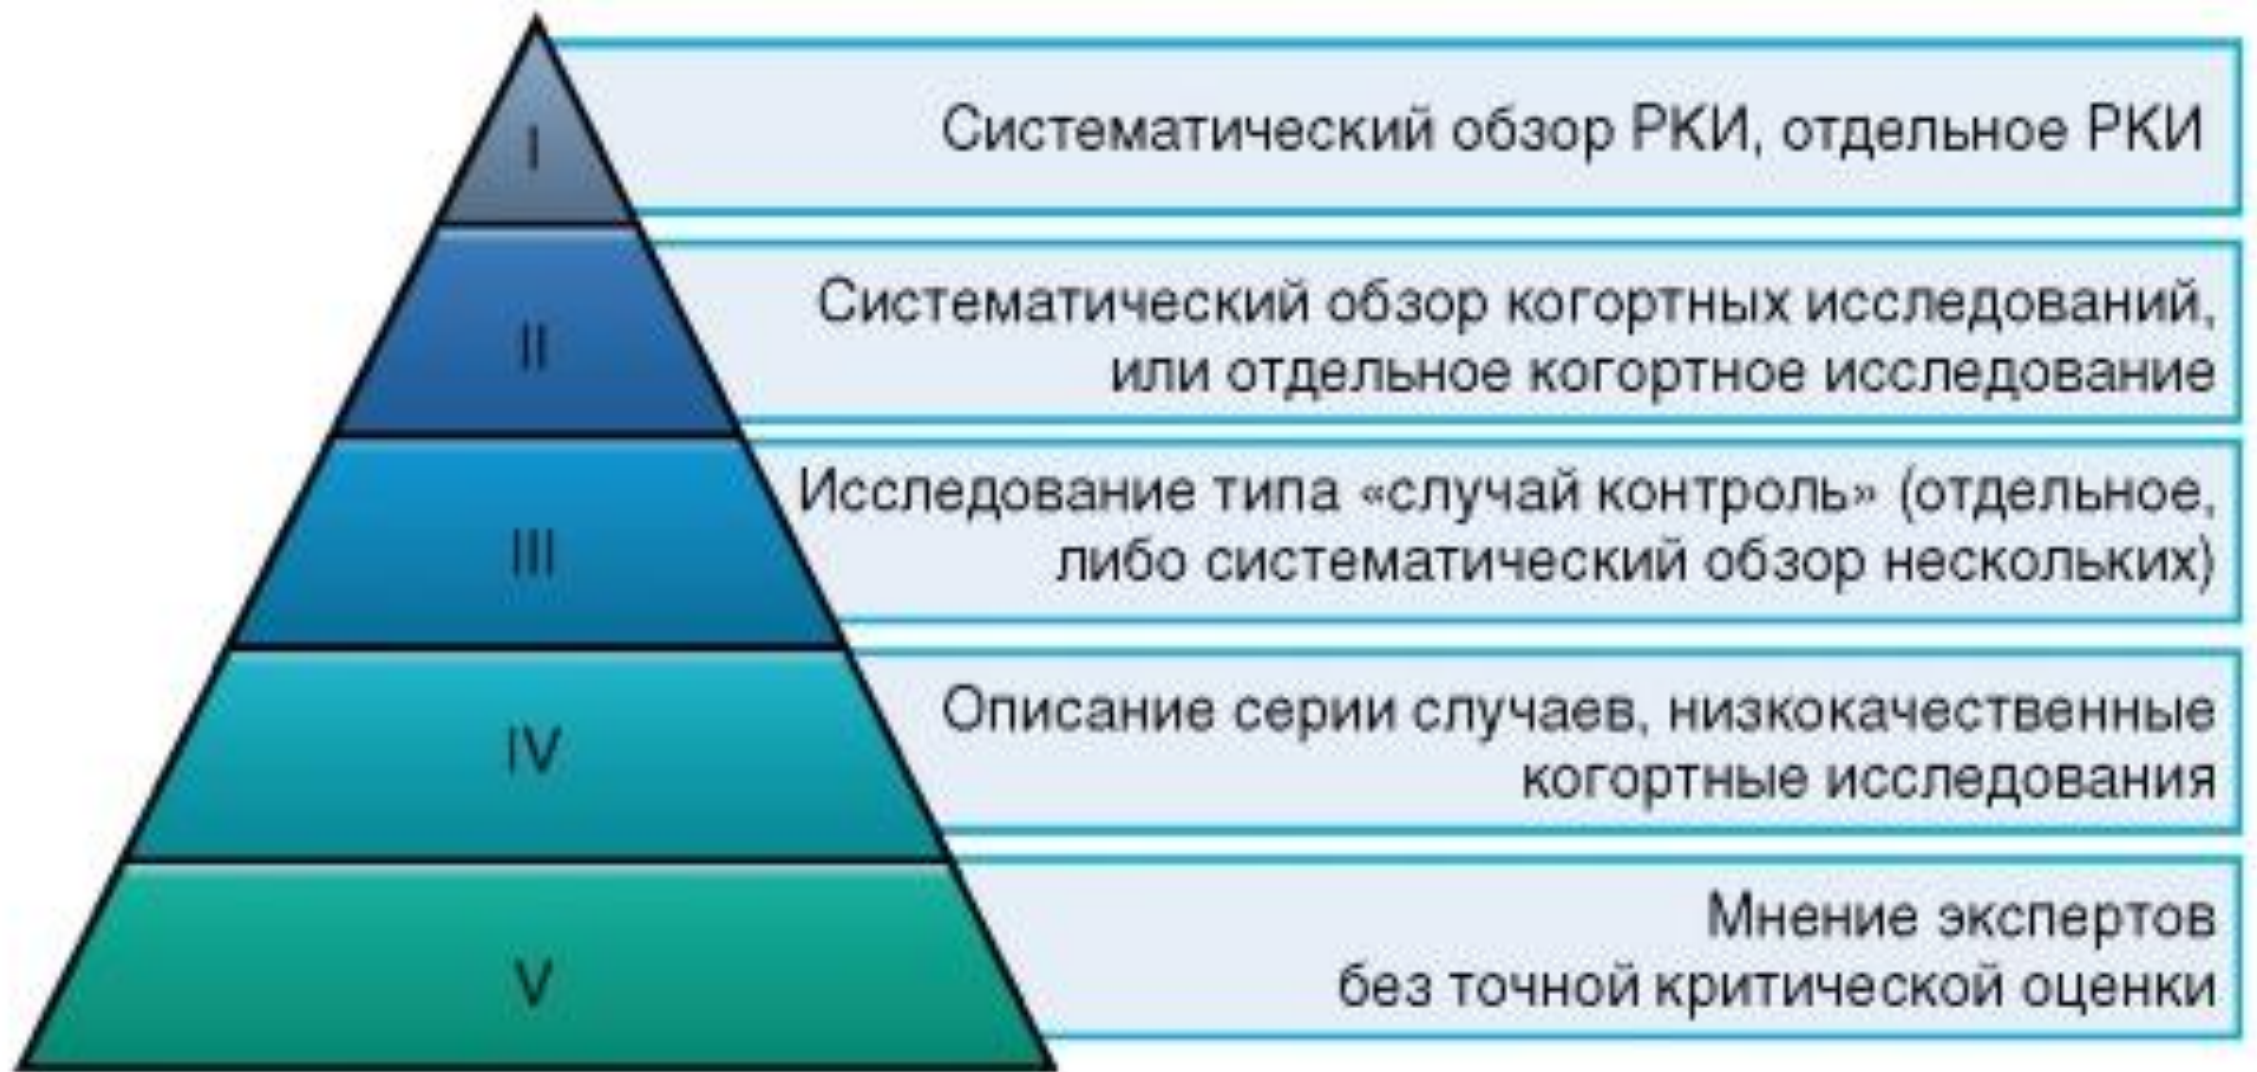 I
Систематический обзор РКИ, отдельное РКИ
II
Систематический обзор когортных исследований,
или отдельное когортное исследование
III
Исследование типа «случай контроль» (отдельное,
либо систематический обзор нескольких)
IV
Описание серии случаев, низкокачественные
когортные исследования
V
Мнение экспертов
без точной критической оценки